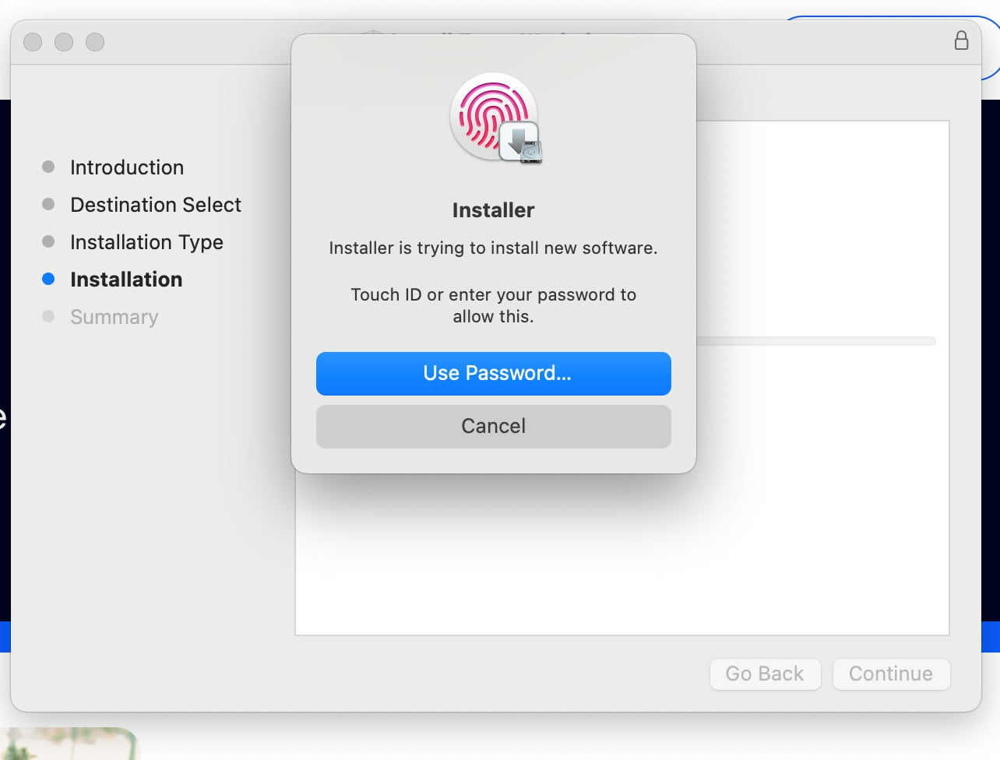 Introduction
Destination Select
Installation Type
Installation
Summary
Installer
Installer is trying to install new software.
Touch ID or enter your password to
allow this.
Use Password...
Cancel
Go Back
Continue